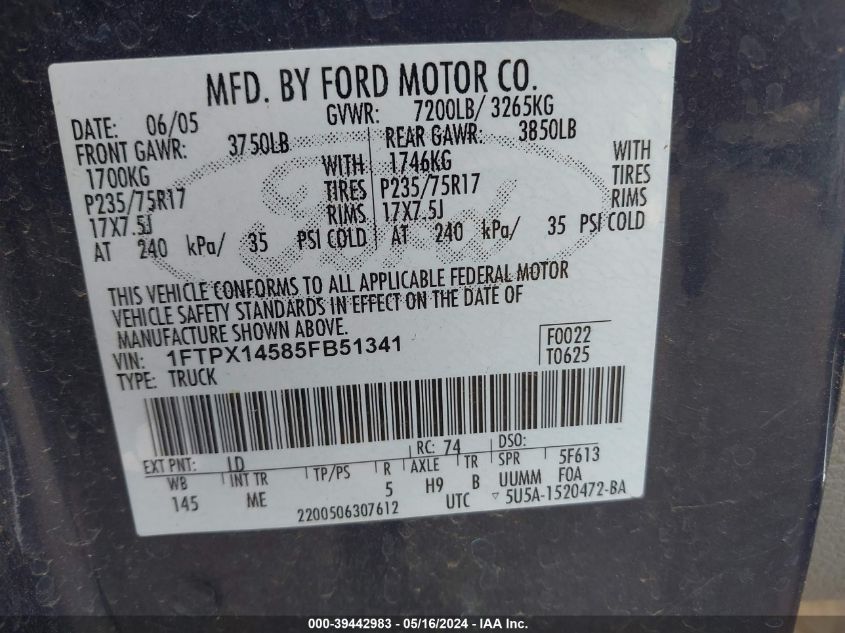 MFD. BY FORD MOTOR CO.
DATE: 06/05 GVWR: 7200LB/ 3265KG
FRONT GAWR: 3750LB REAR GAWR: 3850LB
1700KG WITH 1746KG WITH
P235/75R17 TIRES P235/75R17 TIRES
17X7.5J RIMS 17X7.5J RIMS
AT 240 kPa/ 35 PSI COLD AT 240 kPa/ 35 PSI COLD
Ford
THIS VEHICLE CONFORMS TO ALL APPLICABLE FEDERAL MOTOR
VEHICLE SAFETY STANDARDS IN EFFECT ON THE DATE OF
MANUFACTURE SHOWN ABOVE.
VIN: 1FTPX14585FB51341 F0022
TYPE: TRUCK T0625
EXT PNT: LD RC: 74 DSO:
WB INT TR TP/PS R AXLE TR SPR 5F613
145 ME 5 H9 B UUMM F0A
2200506307612 UTC ▽ 5U5A-1520472-BA
000-39442983 - 05/16/2024 - IAA Inc.